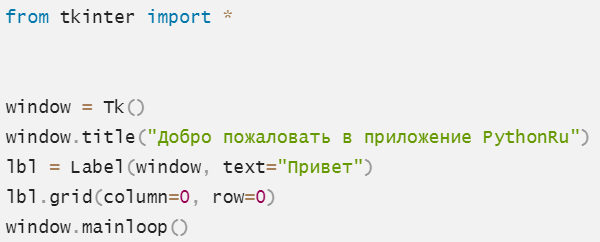 from tkinter import *
window = Tk()
window.title("Добро пожаловать в приложение PythonRu")
lbl = Label(window, text="Привет")
lbl.grid(column=0, row=0)
window.mainloop()